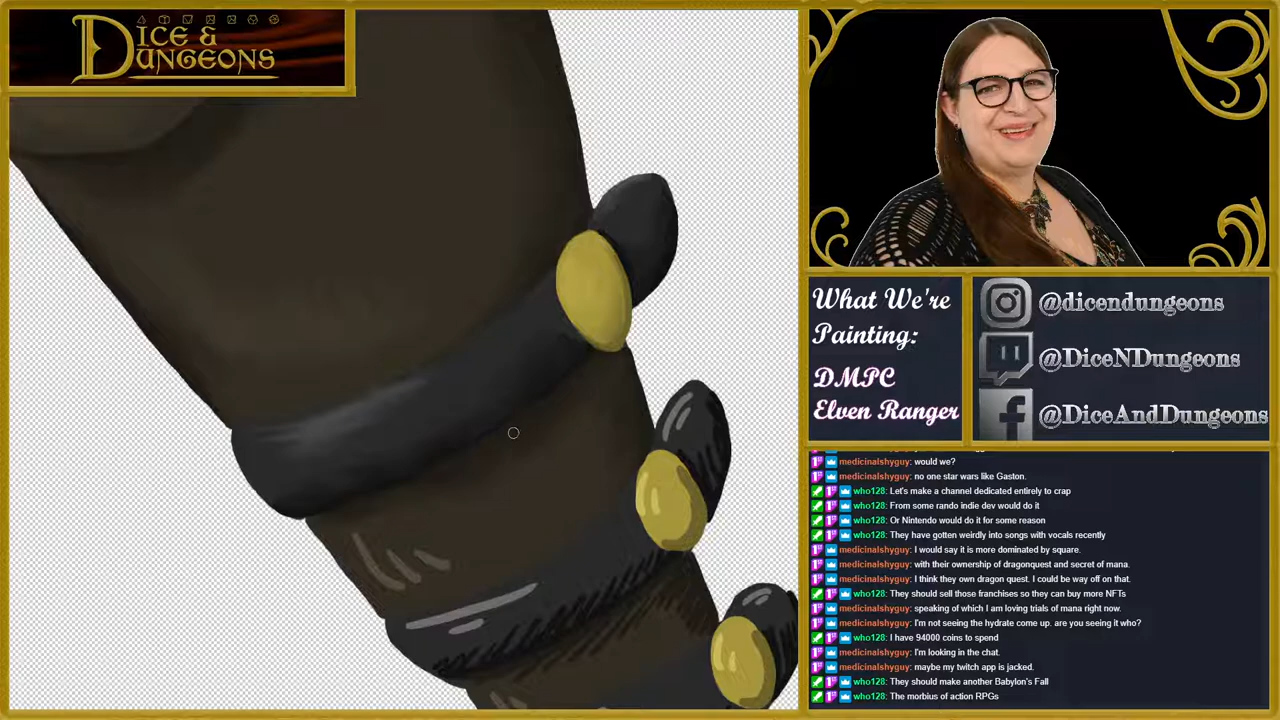 DICE &
DUNGEONS
What We're
Painting:
DMPC
Elven Ranger
@dicendungeons
@DiceNDungeons
@DiceAndDungeons
medicinalshyguy: would we?
medicinalshyguy: no one star wars like Gaston.
who128: Let's make a channel dedicated entirely to crap
who128: From some rando indie dev would do it
who128: Or Nintendo would do it for some reason
who128: They have gotten weirdly into songs with vocals recently
medicinalshyguy: I would say it is more dominated by square.
medicinalshyguy: with their ownership of dragonquest and secret of mana.
medicinalshyguy: I think they own dragon quest. I could be way off on that.
who128: They should sell those franchises so they can buy more NFTs
medicinalshyguy: speaking of which I am loving trials of mana right now.
medicinalshyguy: I'm not seeing the hydrate come up. are you seeing it who?
who128: I have 94000 coins to spend
medicinalshyguy: I'm looking in the chat.
medicinalshyguy: maybe my twitch app is jacked.
who128: They should make another Babylon's Fall
who128: The morbius of action RPGs